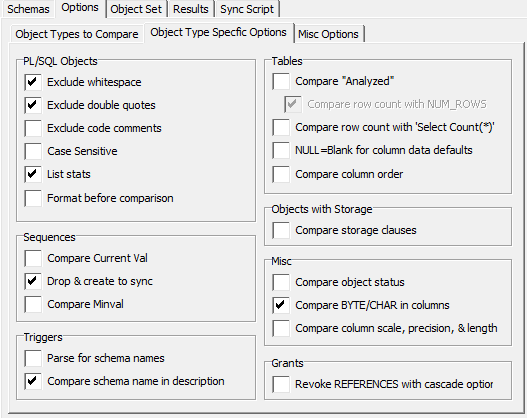 Schemas Options Object Set Results Sync Script
Object Types to Compare Object Type Specfic Options Misc Options
PL/SQL Objects
Exclude whitespace
Exclude double quotes
Exclude code comments
Case Sensitive
List stats
Format before comparison
Sequences
Compare Current Val
Drop & create to sync
Compare Minval
Triggers
Parse for schema names
Compare schema name in description
Tables
Compare "Analyzed"
Compare row count with NUM_ROWS
Compare row count with 'Select Count(*)'
NULL=Blank for column data defaults
Compare column order
Objects with Storage
Compare storage clauses
Misc
Compare object status
Compare BYTE/CHAR in columns
Compare column scale, precision, & length
Grants
Revoke REFERENCES with cascade option